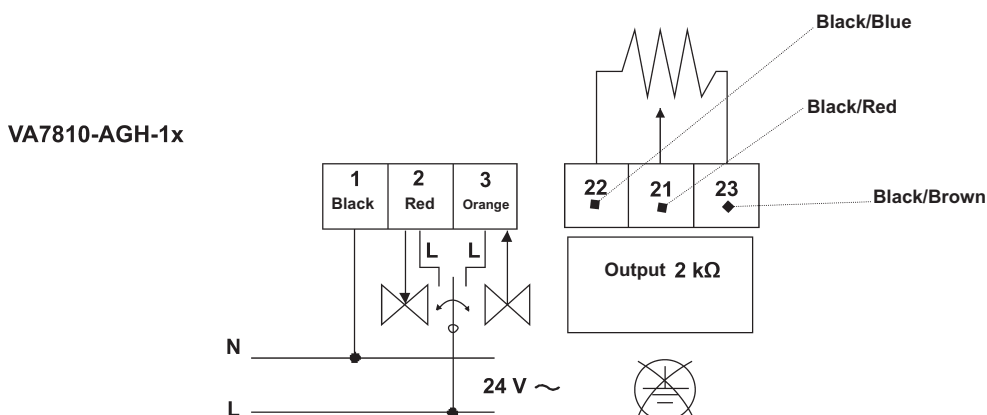 Black/Blue
Black/Red
VA7810-AGH-1x
1 2 3
Black Red Orange
22 21 23
Black/Brown
L L
Output 2 kΩ
N
24 V ~
L